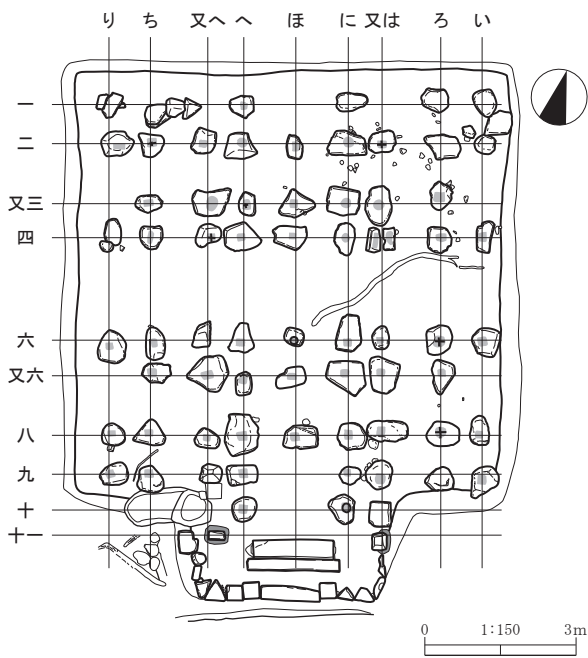 り ち 又へ へ ほ に 又は ろ い
一
二
又三
四
六
又六
八
九
十
十一
0 1:150 3m